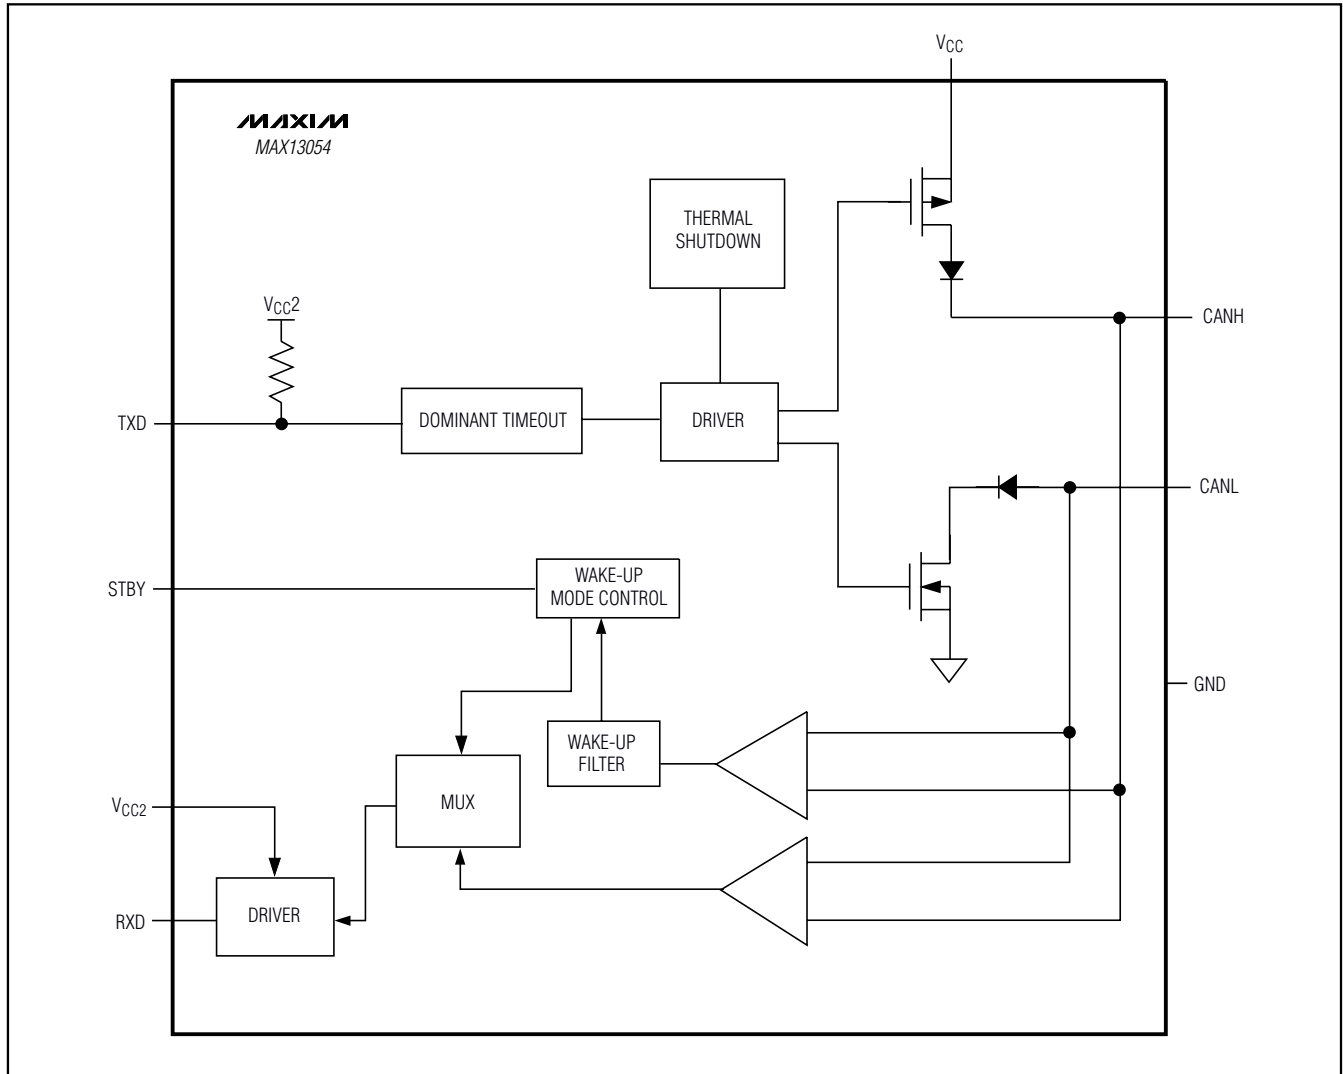 VCC
MAXIM
MAX13054
THERMAL
SHUTDOWN
VCC2
CANH
TXD
DOMINANT TIMEOUT
DRIVER
CANL
STBY
WAKE-UP
MODE CONTROL
GND
WAKE-UP
FILTER
VCC2
MUX
RXD
DRIVER